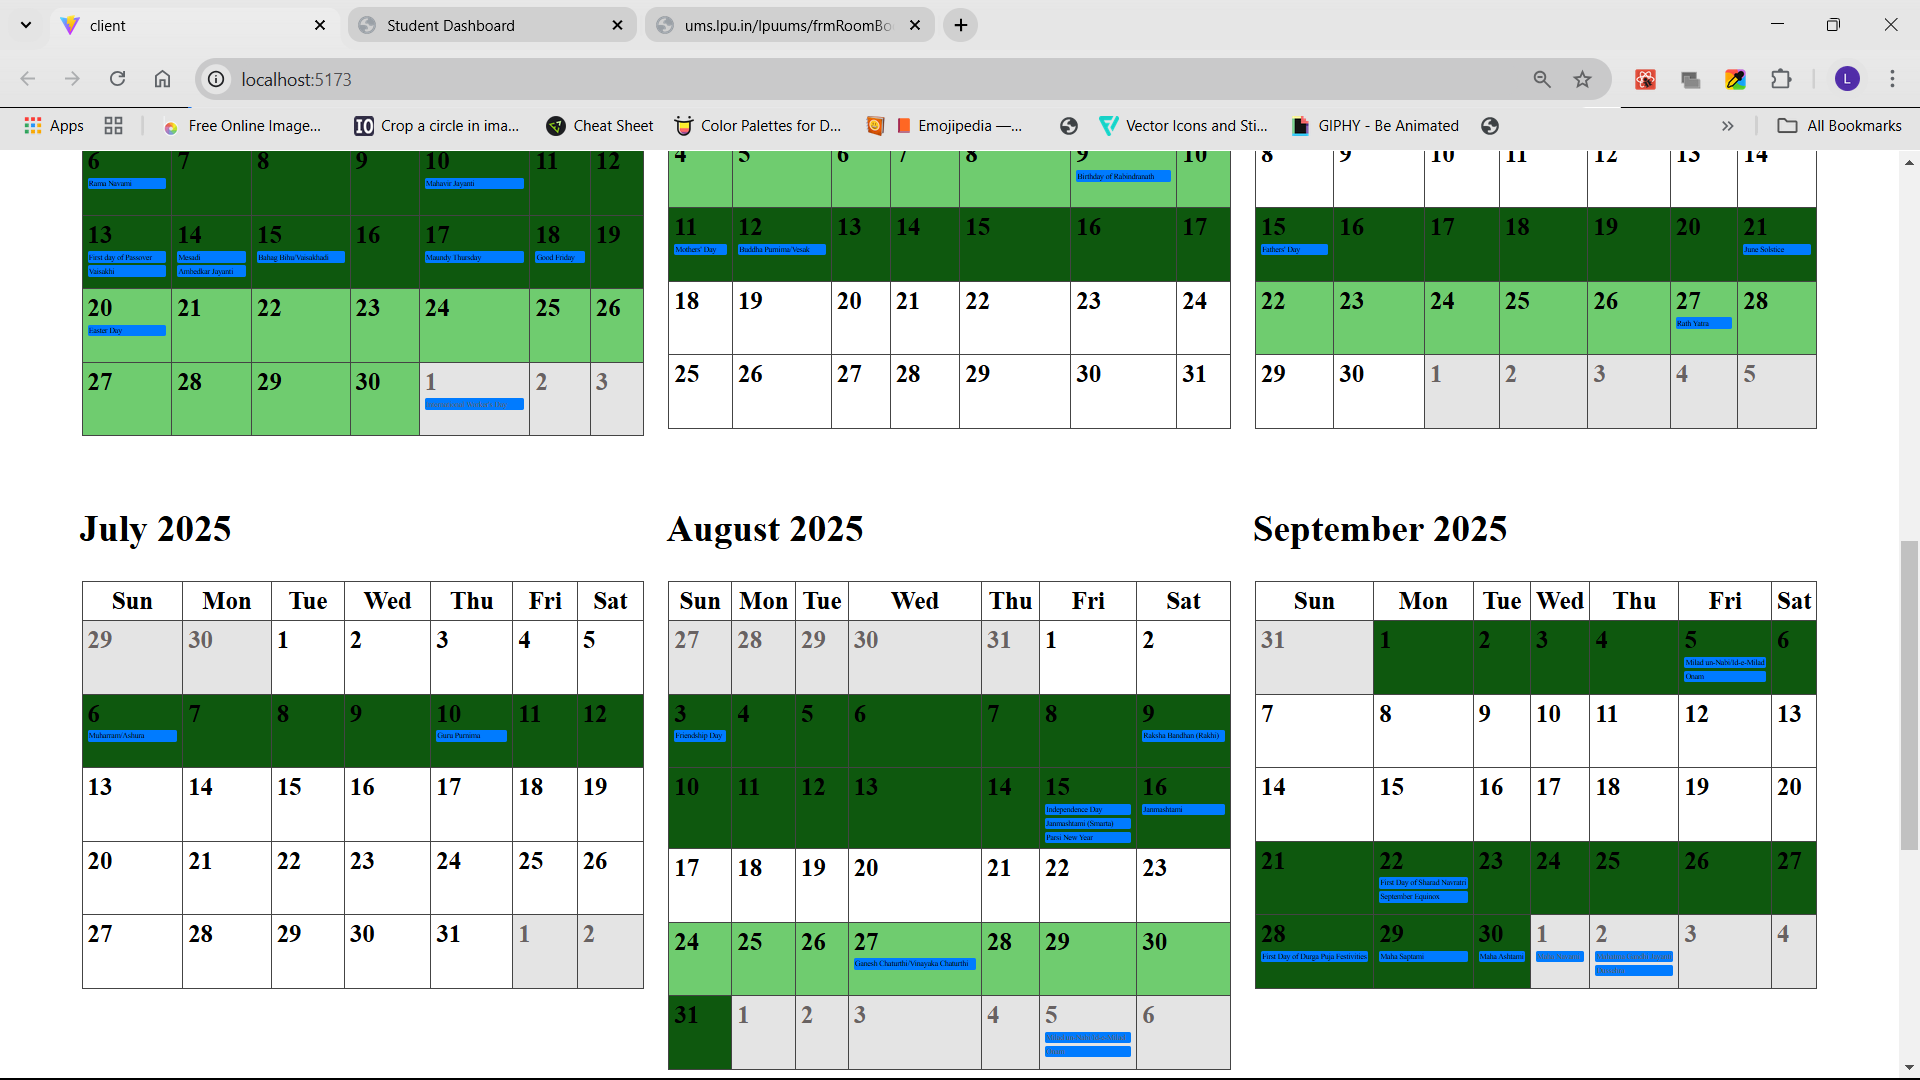 client
Student Dashboard
ums.lpu.in/lpuums/frmRoomBo
localhost:5173
L
Apps
Free Online Image...
Crop a circle in ima...
Cheat Sheet
Color Palettes for D...
Emojipedia —...
Vector Icons and Sti...
GIPHY - Be Animated
All Bookmarks
6 7 8 9 10 11 12
Rama Navami Mahavir Jayanti
13 14 15 16 17 18 19
First day of Passover Mesadi Bahag Bihu/Vaisakhadi Maundy Thursday Good Friday
Vaisakhi Ambedkar Jayanti
20 21 22 23 24 25 26
Easter Day
27 28 29 30 1 2 3
4 5 6 7 8 9 10
Birthday of Rabindranath
11 12 13 14 15 16 17
Mothers' Day Buddha Purnima/Vesak
18 19 20 21 22 23 24
25 26 27 28 29 30 31
8 9 10 11 12 13 14
15 16 17 18 19 20 21
Fathers' Day June Solstice
22 23 24 25 26 27 28
Rath Yatra
29 30 1 2 3 4 5
July 2025
Sun Mon Tue Wed Thu Fri Sat
29 30 1 2 3 4 5
6 7 8 9 10 11 12
Muharram/Ashura Guru Purnima
13 14 15 16 17 18 19
20 21 22 23 24 25 26
27 28 29 30 31 1 2
August 2025
Sun Mon Tue Wed Thu Fri Sat
27 28 29 30 31 1 2
3 4 5 6 7 8 9
Friendship Day Raksha Bandhan (Rakhi)
10 11 12 13 14 15 16
Independence Day Janmashtami
Janmashtami (Smarta)
Parsi New Year
17 18 19 20 21 22 23
24 25 26 27 28 29 30
Ganesh Chaturthi/Vinayaka Chaturthi
31 1 2 3 4 5 6
September 2025
Sun Mon Tue Wed Thu Fri Sat
31 1 2 3 4 5 6
Milad un-Nabi/Id-e-Milad
Onam
7 8 9 10 11 12 13
14 15 16 17 18 19 20
21 22 23 24 25 26 27
First Day of Sharad Navratri
September Equinox
28 29 30 1 2 3 4
First Day of Durga Puja Festivities Maha Saptami Maha Ashtami